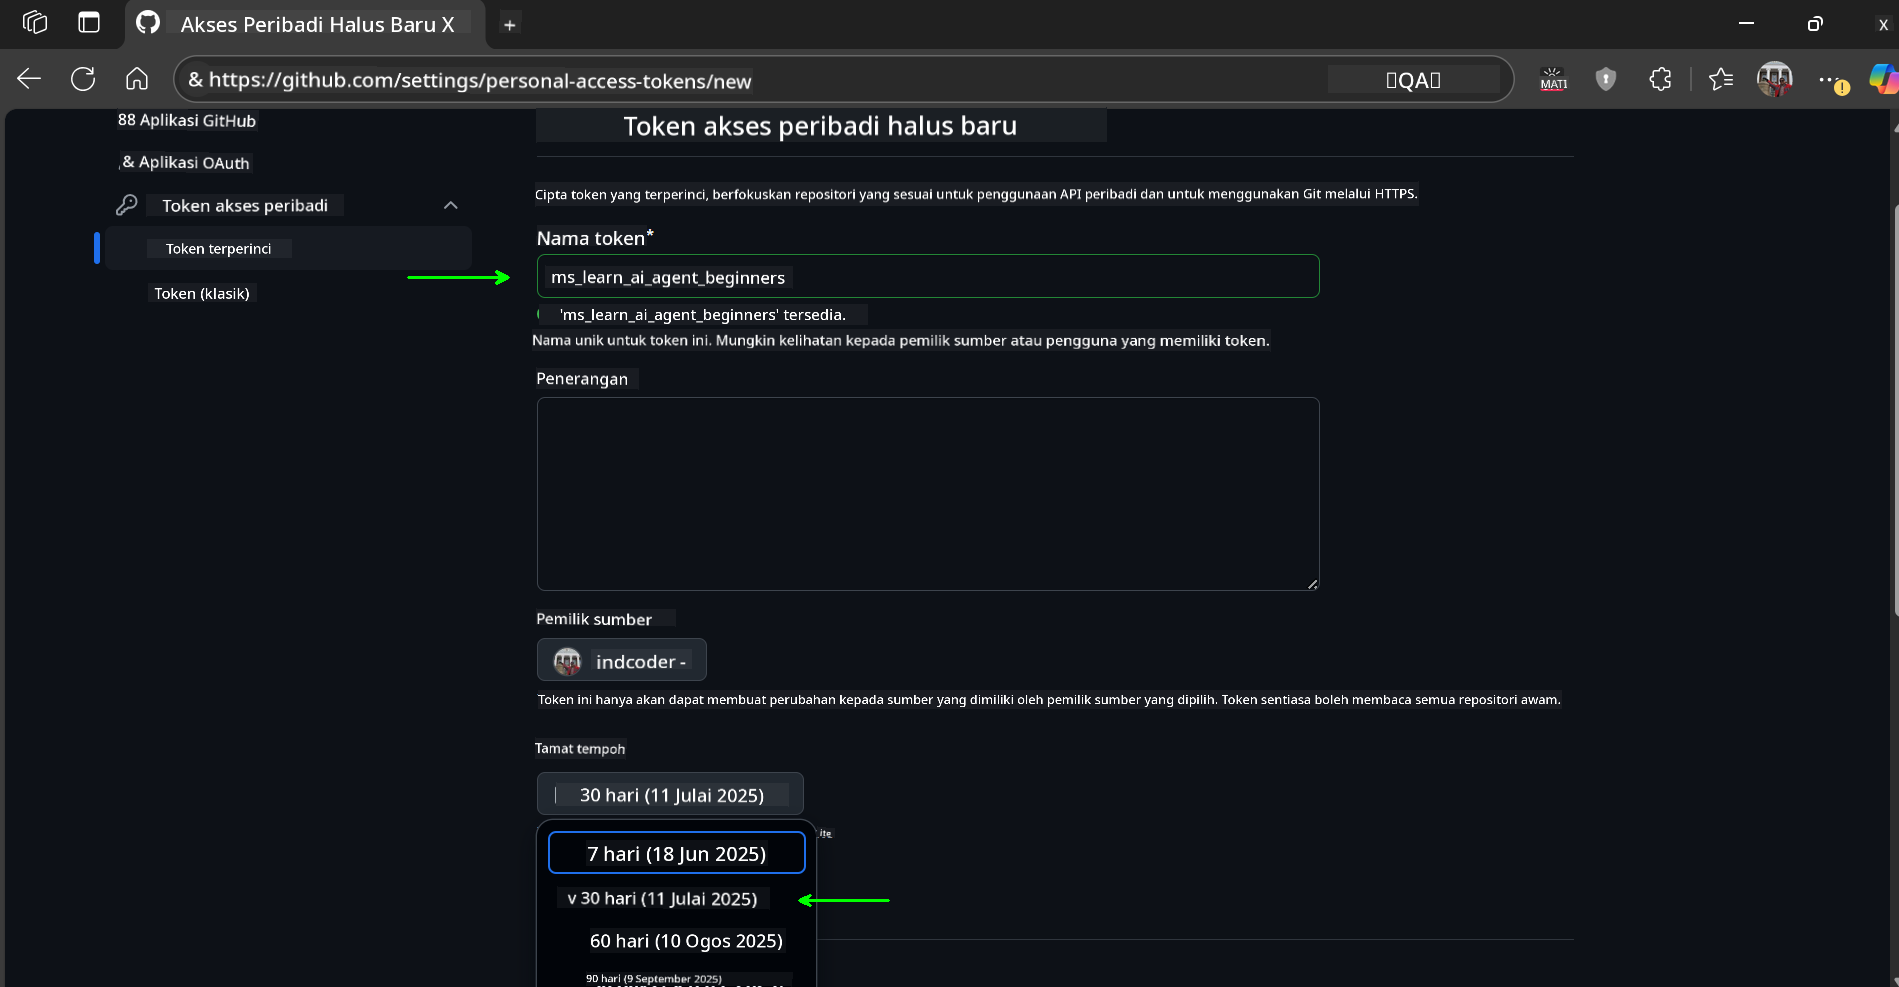 Akses Peribadi Halus Baru X
+
X
& https://github.com/settings/personal-access-tokens/new
QA
MATI
88 Aplikasi GitHub
& Aplikasi OAuth
Token akses peribadi
Token terperinci
Token (klasik)
Token akses peribadi halus baru
Cipta token yang terperinci, berfokuskan repositori yang sesuai untuk penggunaan API peribadi dan untuk menggunakan Git melalui HTTPS.
Nama token*
ms_learn_ai_agent_beginners
'ms_learn_ai_agent_beginners' tersedia.
Nama unik untuk token ini. Mungkin kelihatan kepada pemilik sumber atau pengguna yang memiliki token.
Penerangan
Pemilik sumber
indcoder -
Token ini hanya akan dapat membuat perubahan kepada sumber yang dimiliki oleh pemilik sumber yang dipilih. Token sentiasa boleh membaca semua repositori awam.
Tamat tempoh
30 hari (11 Julai 2025)
7 hari (18 Jun 2025)
v 30 hari (11 Julai 2025)
60 hari (10 Ogos 2025)
90 hari (9 September 2025)